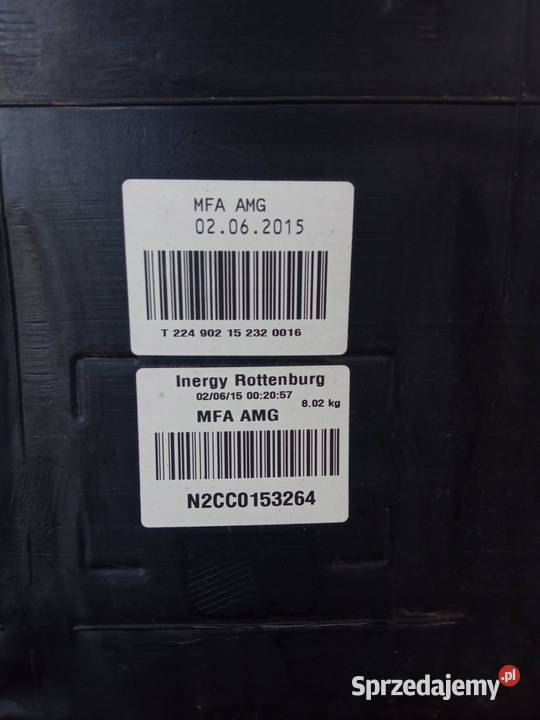 MFA AMG
02.06.2015
T 224 902 15 232 0016
Inergy Rottenburg
02/06/15 00:20:57
8.02 kg
MFA AMG
N2CC0153264
Sprzedajemy.pl